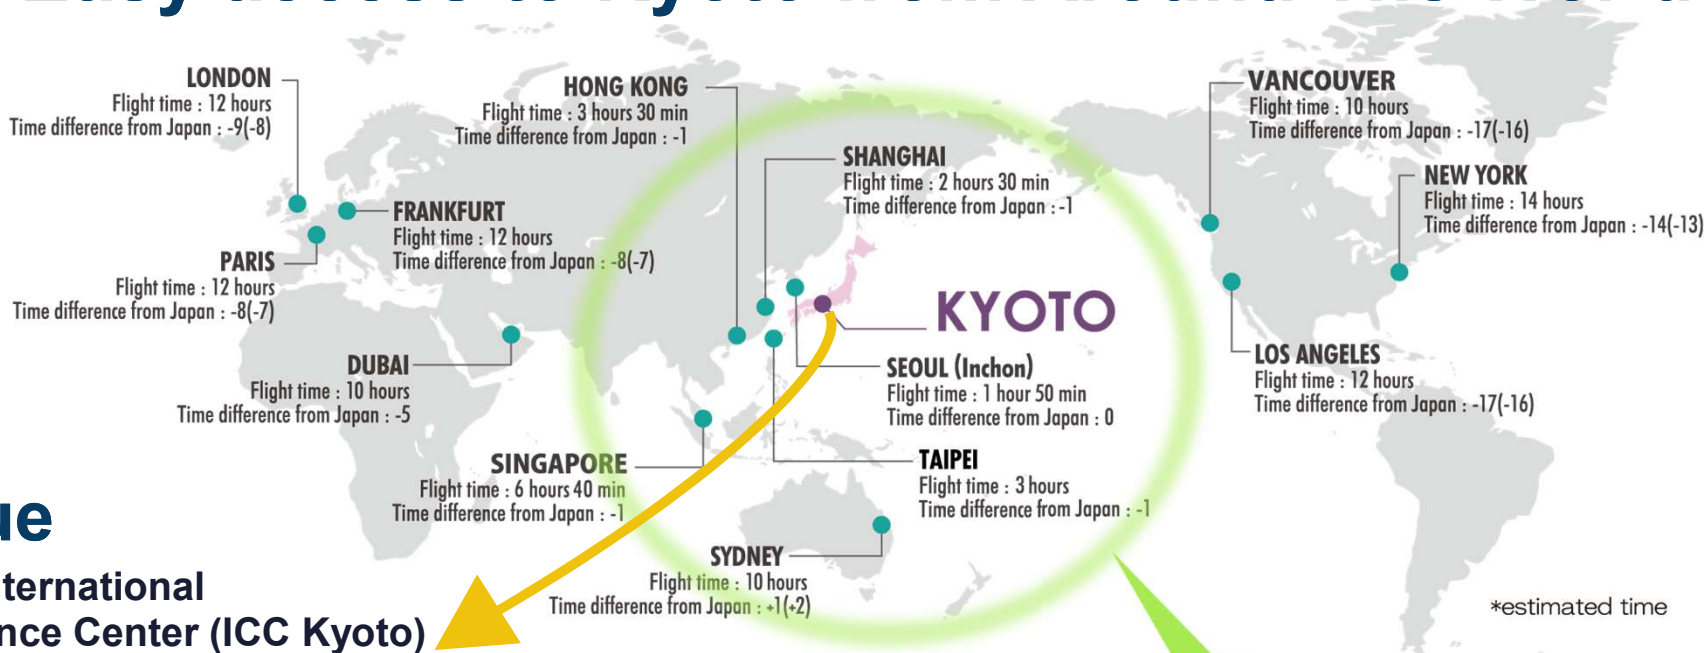 LONDON
Flight time : 12 hours
Time difference from Japan : -9(-8)
HONG KONG
Flight time : 3 hours 30 min
Time difference from Japan : -1
VANCOUVER
Flight time : 10 hours
Time difference from Japan : -17(-16)
SHANGHAI
Flight time : 2 hours 30 min
Time difference from Japan : -1
NEW YORK
Flight time : 14 hours
Time difference from Japan : -14(-13)
FRANKFURT
Flight time : 12 hours
Time difference from Japan : -8(-7)
PARIS
Flight time : 12 hours
Time difference from Japan : -8(-7)
KYOTO
DUBAI
Flight time : 10 hours
Time difference from Japan : -5
SEOUL (Inchon)
Flight time : 1 hour 50 min
Time difference from Japan : 0
LOS ANGELES
Flight time : 12 hours
Time difference from Japan : -17(-16)
SINGAPORE
Flight time : 6 hours 40 min
Time difference from Japan : -1
TAIPEI
Flight time : 3 hours
Time difference from Japan : -1
SYDNEY
Flight time : 10 hours
Time difference from Japan : +1(+2)
ue
ternational
nce Center (ICC Kyoto)
*estimated time